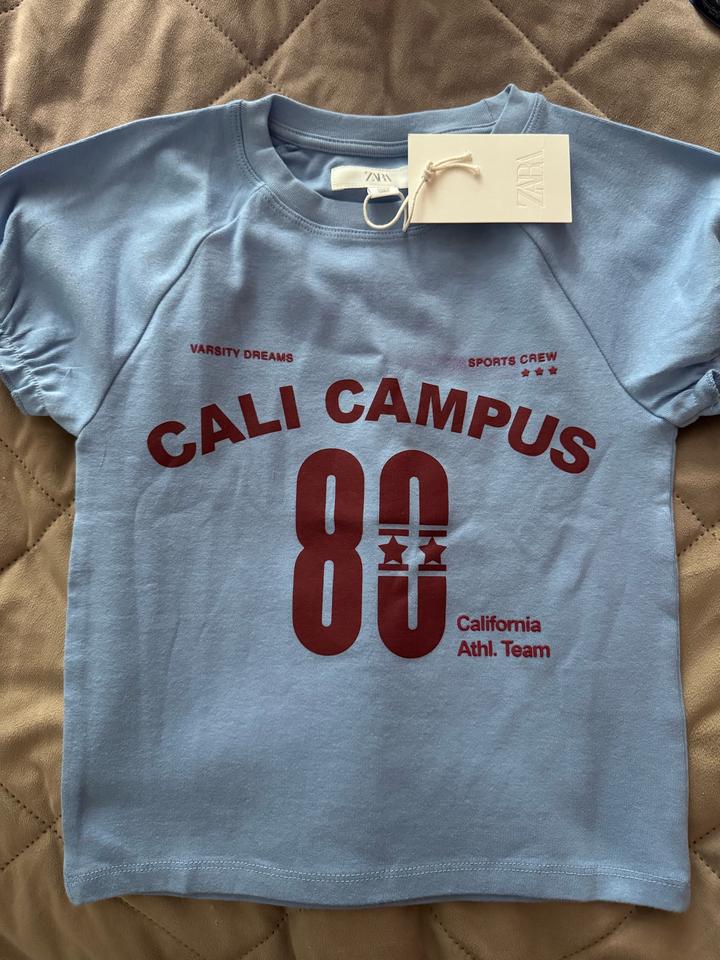 ZARA
ZARA
VARSITY DREAMS
SPORTS CREW
CALI CAMPUS
80
California
Athl. Team